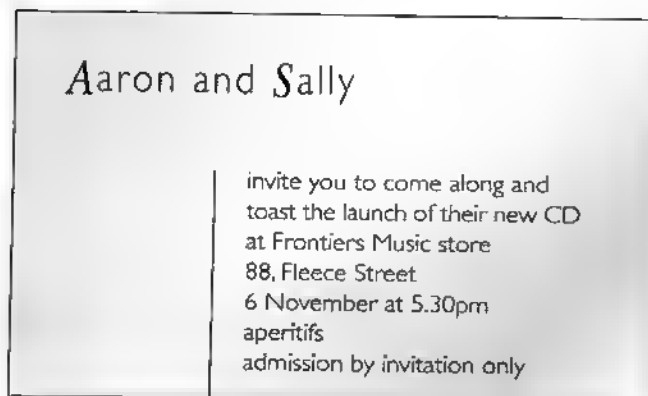 Aaron and Sally
invite you to come along and
toast the launch of their new CD
at Frontiers Music store
88, Fleece Street
6 November at 5.30pm
aperitifs
admission by invitation only